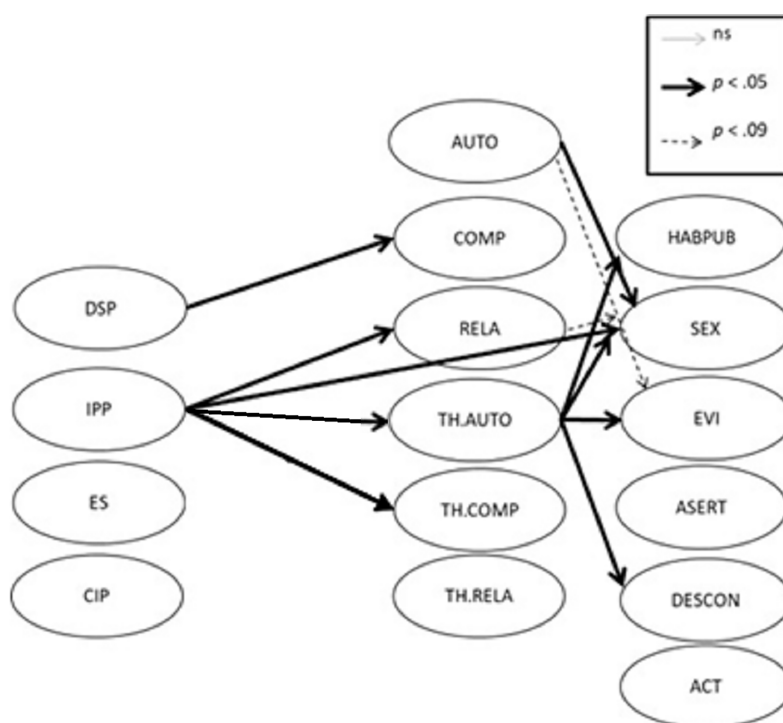 ns
p < .05
p < .09
AUTO
COMP
HABPUB
DSP
RELA
SEX
IPP
TH.AUTO
EVI
ES
TH.COMP
ASERT
CIP
TH.RELA
DESCON
ACT